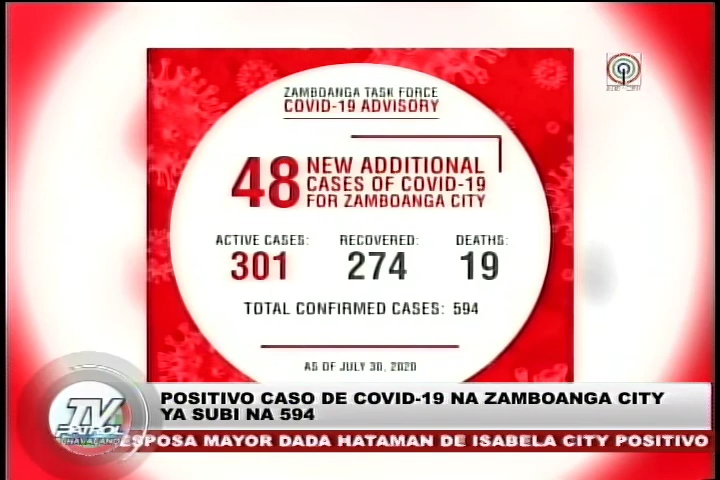 ZAMBOANGA TASK FORCE
COVID-19 ADVISORY
48 NEW ADDITIONAL
CASES OF COVID-19
FOR ZAMBOANGA CITY
ACTIVE CASES: RECOVERED: DEATHS:
301 274 19
TOTAL CONFIRMED CASES: 594
AS OF JULY 30, 2020
POSITIVO CASO DE COVID-19 NA ZAMBOANGA CITY
YA SUBI NA 594
TV
PATROL
CHAVACANO
ESPOSA MAYOR DADA HATAMAN DE ISABELA CITY POSITIVO